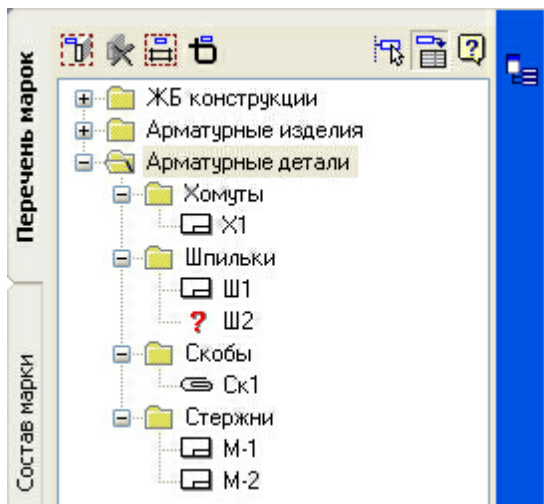 Перечень марок
Состав марки
ЖБ конструкции
Арматурные изделия
Арматурные детали
Хомуты
Х1
Шпильки
Ш1
? Ш2
Скобы
Ск1
Стержни
М-1
М-2